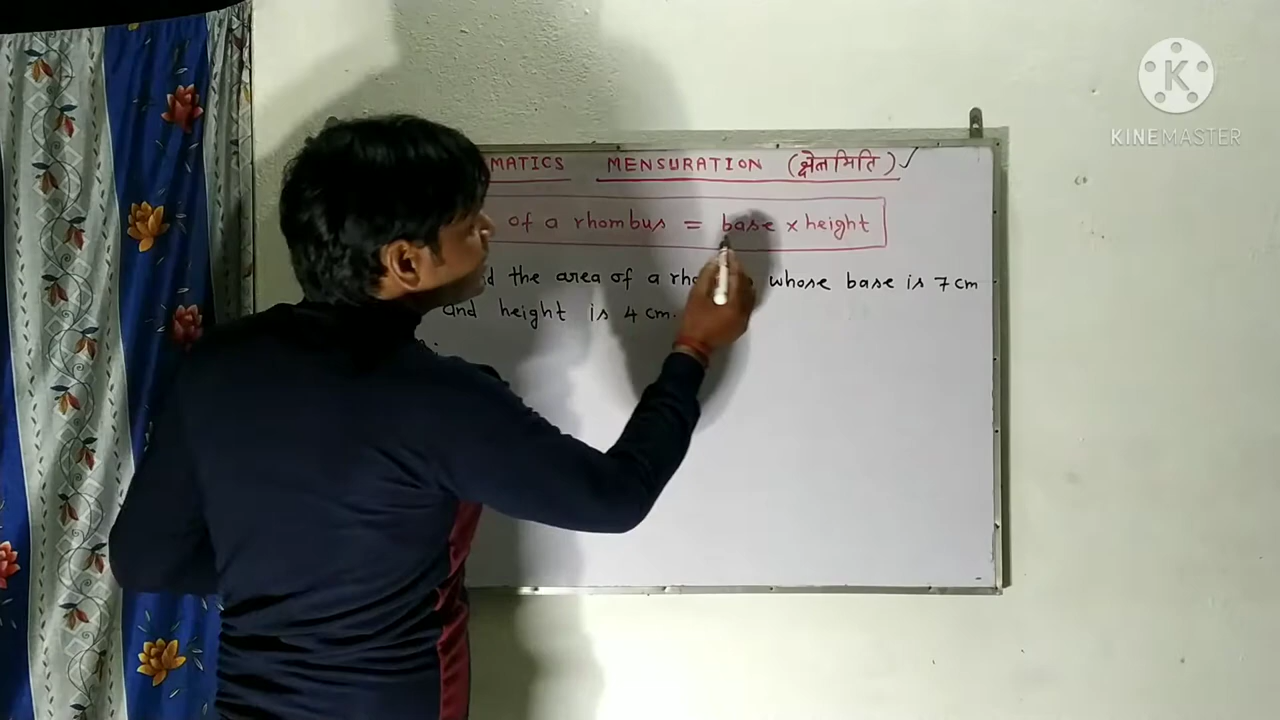 MATICS MENSURATION (क्षेत्रमिति) ✓
of a rhombus = base × height
the area of a whose base is 7 cm
and height is 4 cm.
K
KINEMASTER